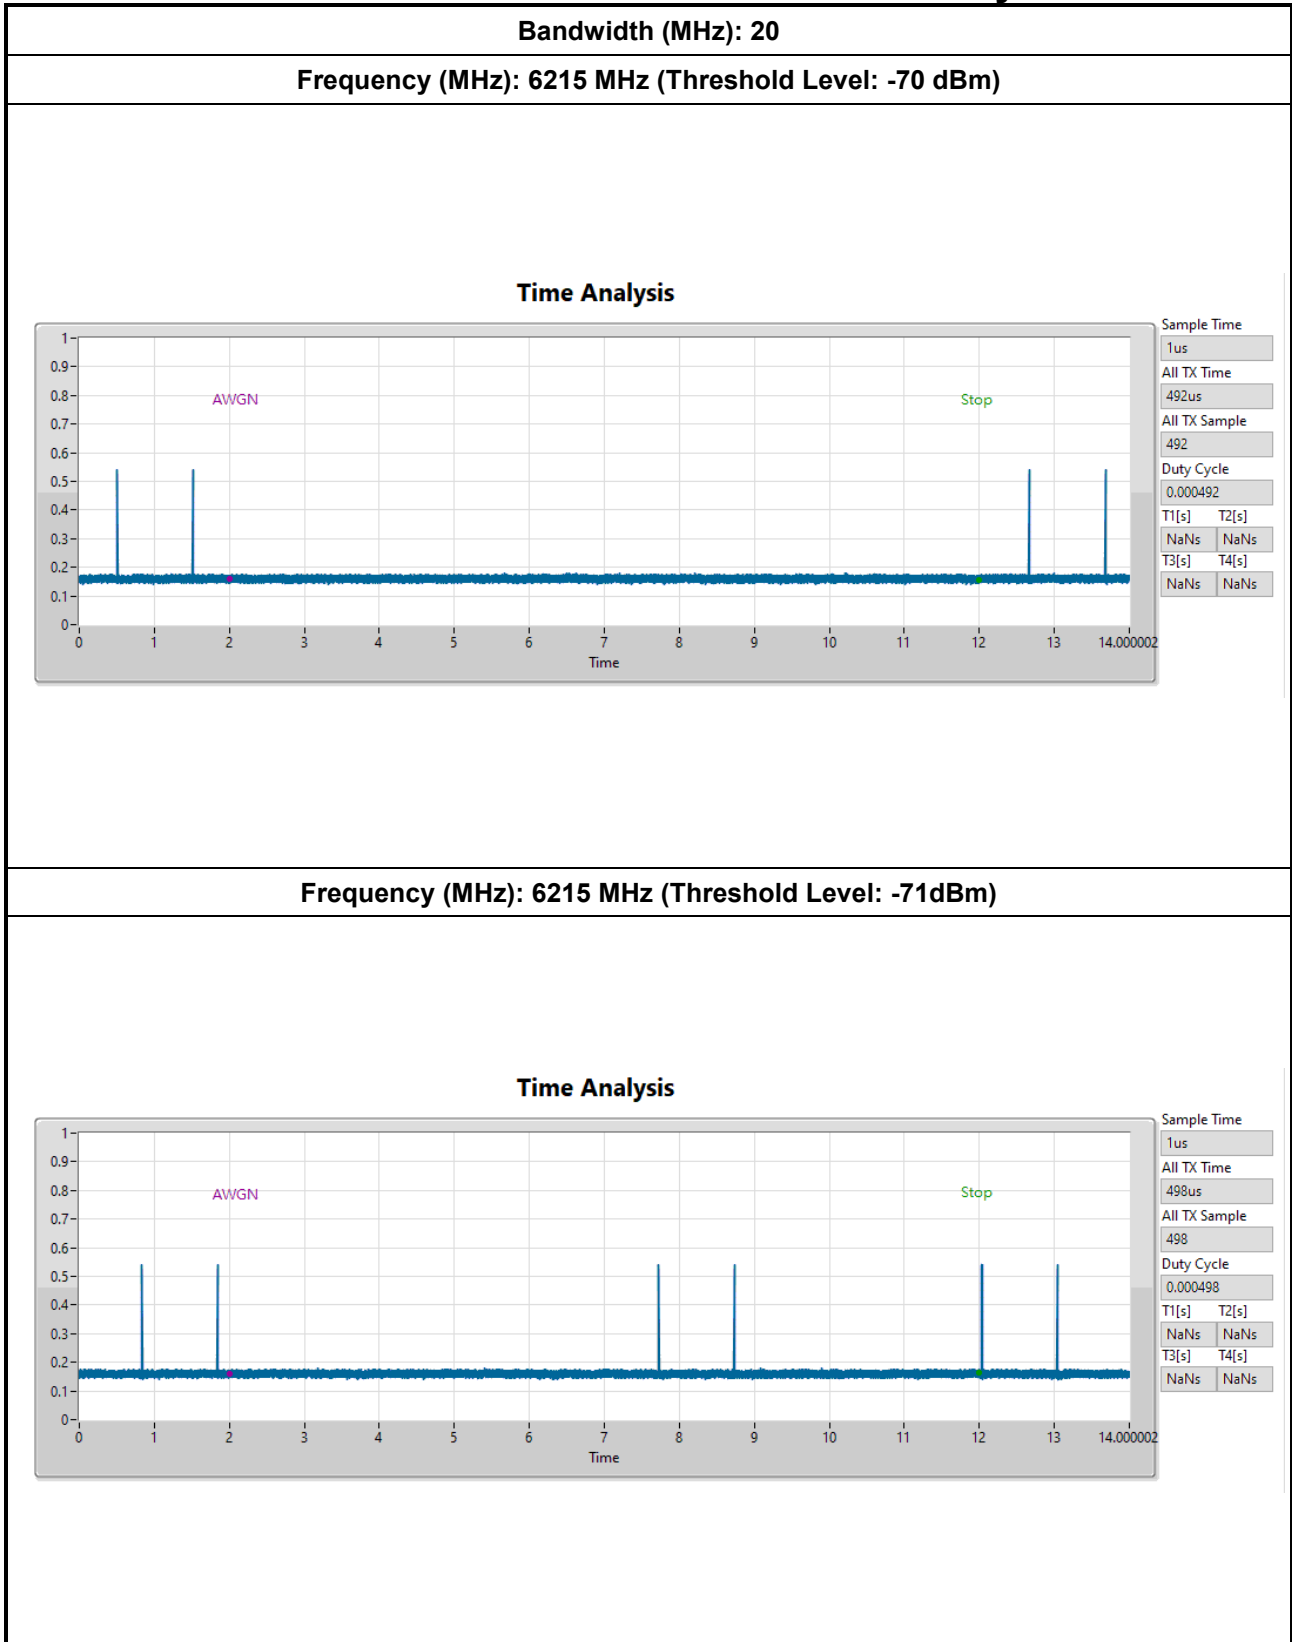 Bandwidth (MHz): 20
Frequency (MHz): 6215 MHz (Threshold Level: -70 dBm)
Time Analysis
Sample Time
1us
All TX Time
492us
All TX Sample
492
Duty Cycle
0.000492
T1[s] T2[s]
NaNs NaNs
T3[s] T4[s]
NaNs NaNs
1
0.9
0.8
0.7
0.6
0.5
0.4
0.3
0.2
0.1
0
AWGN Stop
0 1 2 3 4 5 6 7 8 9 10 11 12 13 14.000002
Time
Frequency (MHz): 6215 MHz (Threshold Level: -71dBm)
Time Analysis
Sample Time
1us
All TX Time
498us
All TX Sample
498
Duty Cycle
0.000498
T1[s] T2[s]
NaNs NaNs
T3[s] T4[s]
NaNs NaNs
1
0.9
0.8
0.7
0.6
0.5
0.4
0.3
0.2
0.1
0
AWGN Stop
0 1 2 3 4 5 6 7 8 9 10 11 12 13 14.000002
Time